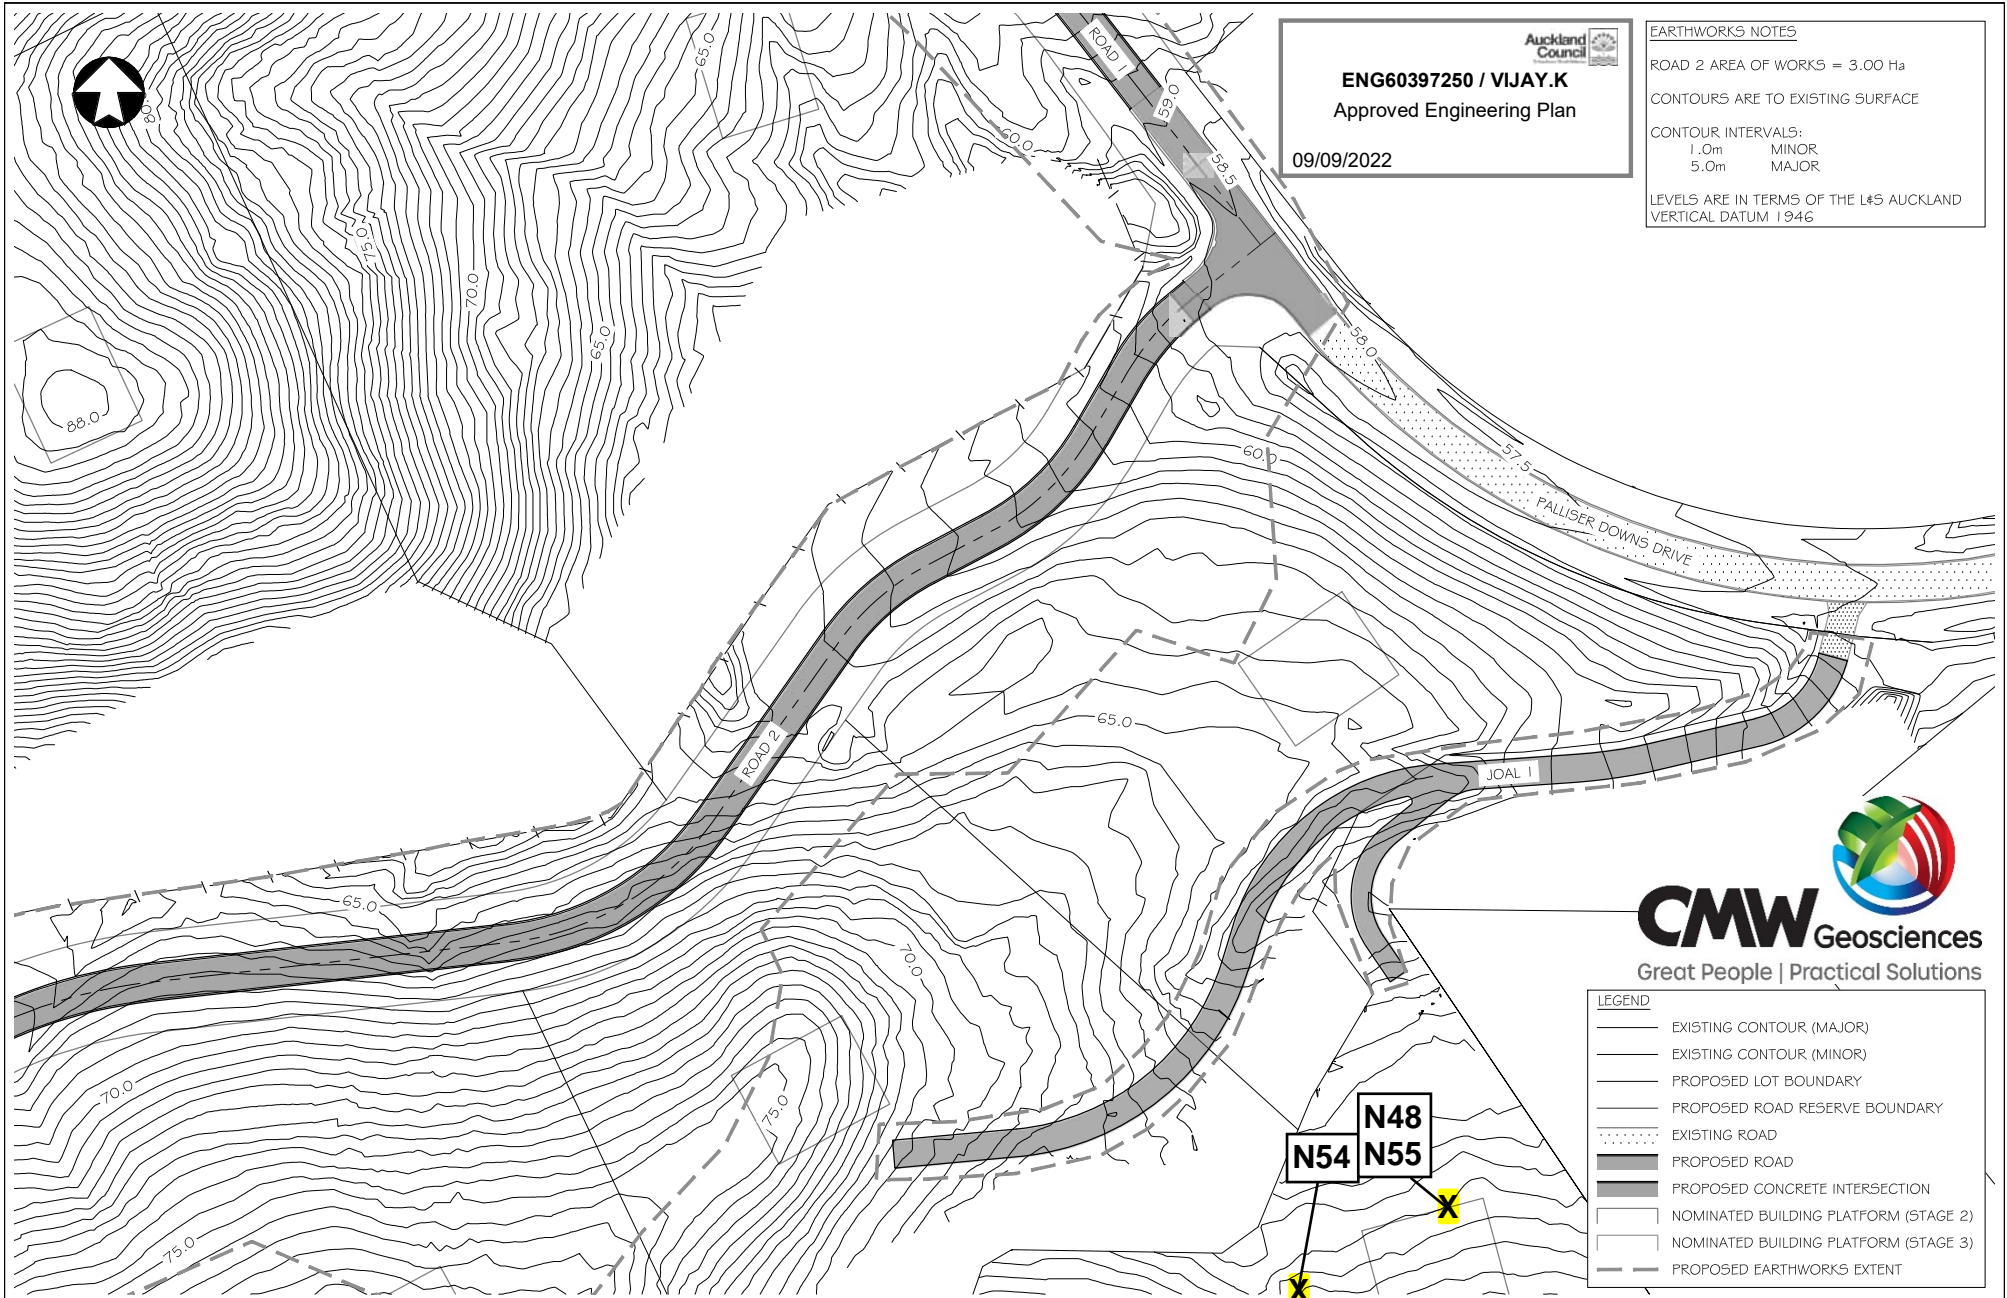 ROAD 1
65.0
80.0
60.0
59.0
58.5
75.0
70.0
65.0
88.0
58.0
60.0
57.5
PALLISER DOWNS DRIVE
65.0
ROAD 2
JOAL 1
65.0
70.0
70.0
75.0
75.0
N54
N48
N55
X
X
Auckland
Council
ENG60397250 / VIJAY.K
Approved Engineering Plan
09/09/2022
EARTHWORKS NOTES
ROAD 2 AREA OF WORKS = 3.00 Ha
CONTOURS ARE TO EXISTING SURFACE
CONTOUR INTERVALS:
1.0m MINOR
5.0m MAJOR
LEVELS ARE IN TERMS OF THE L&S AUCKLAND
VERTICAL DATUM 1946
CMW Geosciences
Great People | Practical Solutions
LEGEND
EXISTING CONTOUR (MAJOR)
EXISTING CONTOUR (MINOR)
PROPOSED LOT BOUNDARY
PROPOSED ROAD RESERVE BOUNDARY
EXISTING ROAD
PROPOSED ROAD
PROPOSED CONCRETE INTERSECTION
NOMINATED BUILDING PLATFORM (STAGE 2)
NOMINATED BUILDING PLATFORM (STAGE 3)
PROPOSED EARTHWORKS EXTENT